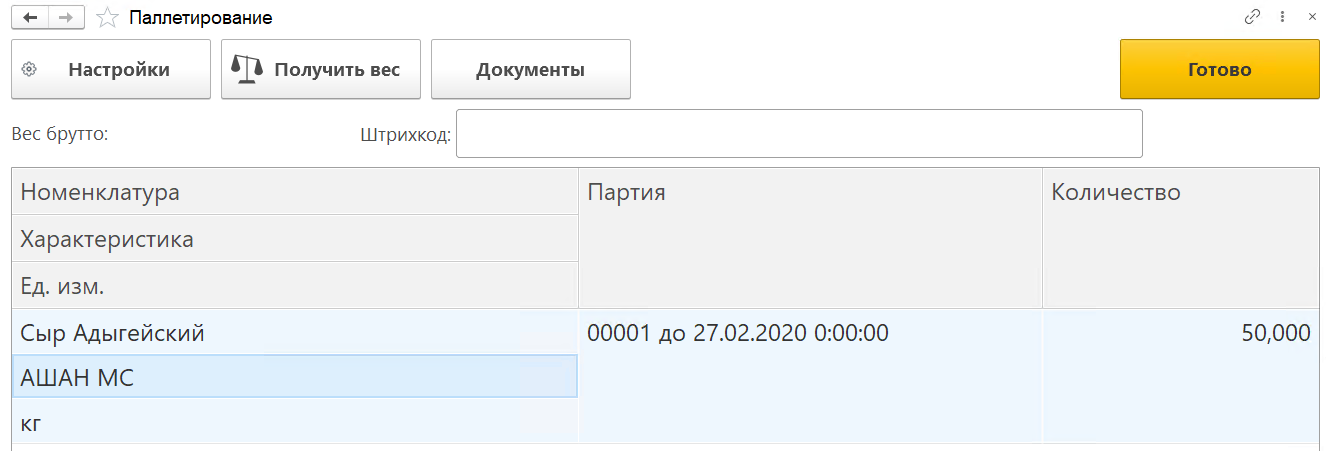 Паллетирование
Настройки Получить вес Документы Готово
Вес брутто: Штрихкод:
Номенклатура Партия Количество
Характеристика
Ед. изм.
Сыр Адыгейский 00001 до 27.02.2020 0:00:00 50,000
АШАН МС
кг